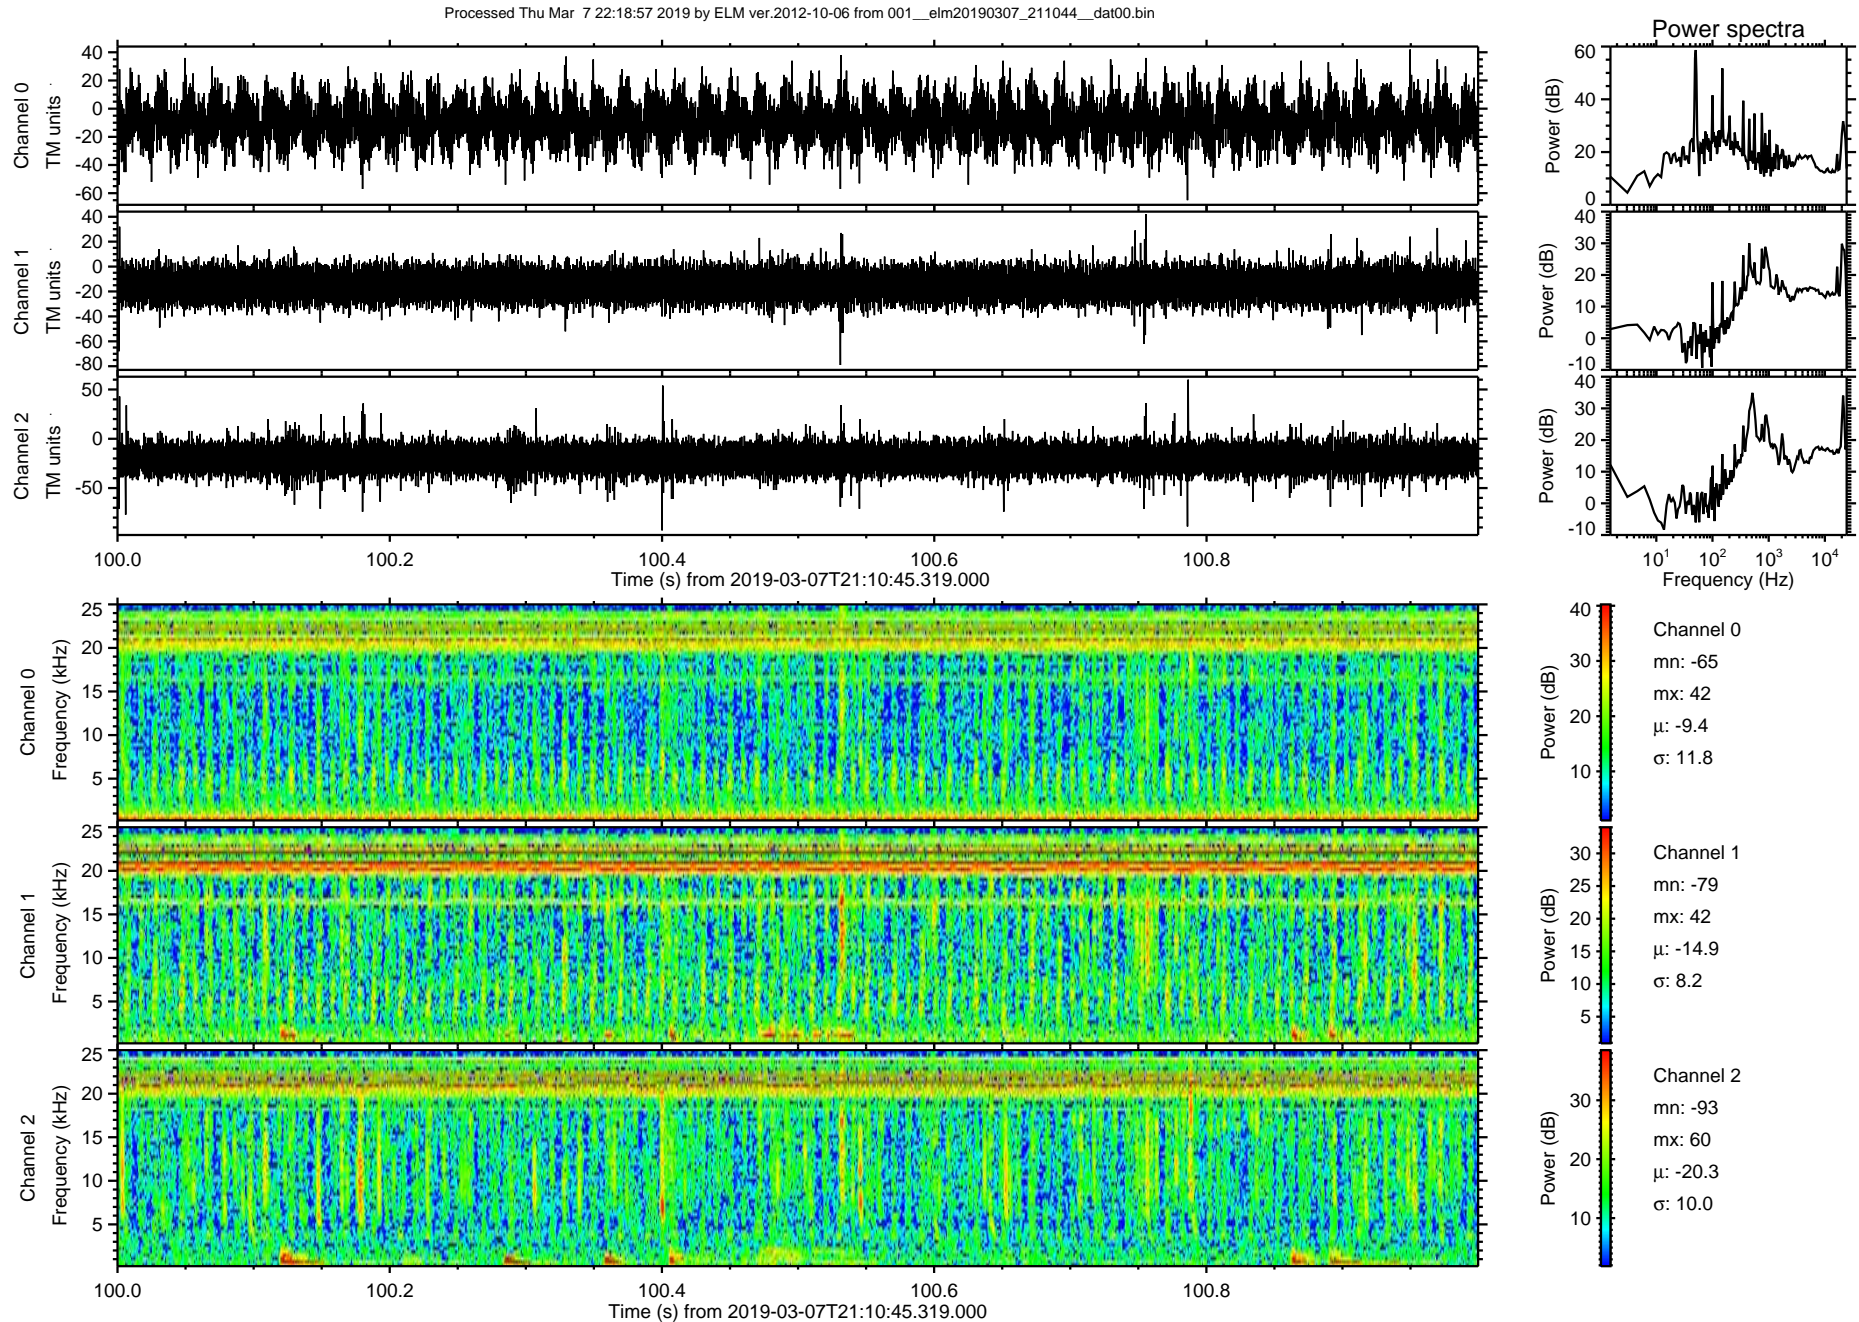 Processed Thu Mar 7 22:18:57 2019 by ELM ver.2012-10-06 from 001__elm20190307_211044__dat00.bin
Power spectra
Channel 0
TM units
40
20
0
-20
-40
-60
Power (dB)
60
40
20
0
Channel 1
TM units
40
20
0
-20
-40
-60
-80
Power (dB)
40
30
20
10
0
-10
Channel 2
TM units
50
0
-50
Power (dB)
40
30
20
10
0
-10
100.0 100.2 100.4 100.6 100.8
Time (s) from 2019-03-07T21:10:45.319.000
10^1 10^2 10^3 10^4
Frequency (Hz)
Channel 0
Frequency (kHz)
25
20
15
10
5
Power (dB)
40
30
20
10
Channel 0
mn: -65
mx: 42
μ: -9.4
σ: 11.8
Channel 1
Frequency (kHz)
25
20
15
10
5
Power (dB)
30
25
20
15
10
5
Channel 1
mn: -79
mx: 42
μ: -14.9
σ: 8.2
Channel 2
Frequency (kHz)
25
20
15
10
5
Power (dB)
30
20
10
Channel 2
mn: -93
mx: 60
μ: -20.3
σ: 10.0
100.0 100.2 100.4 100.6 100.8
Time (s) from 2019-03-07T21:10:45.319.000